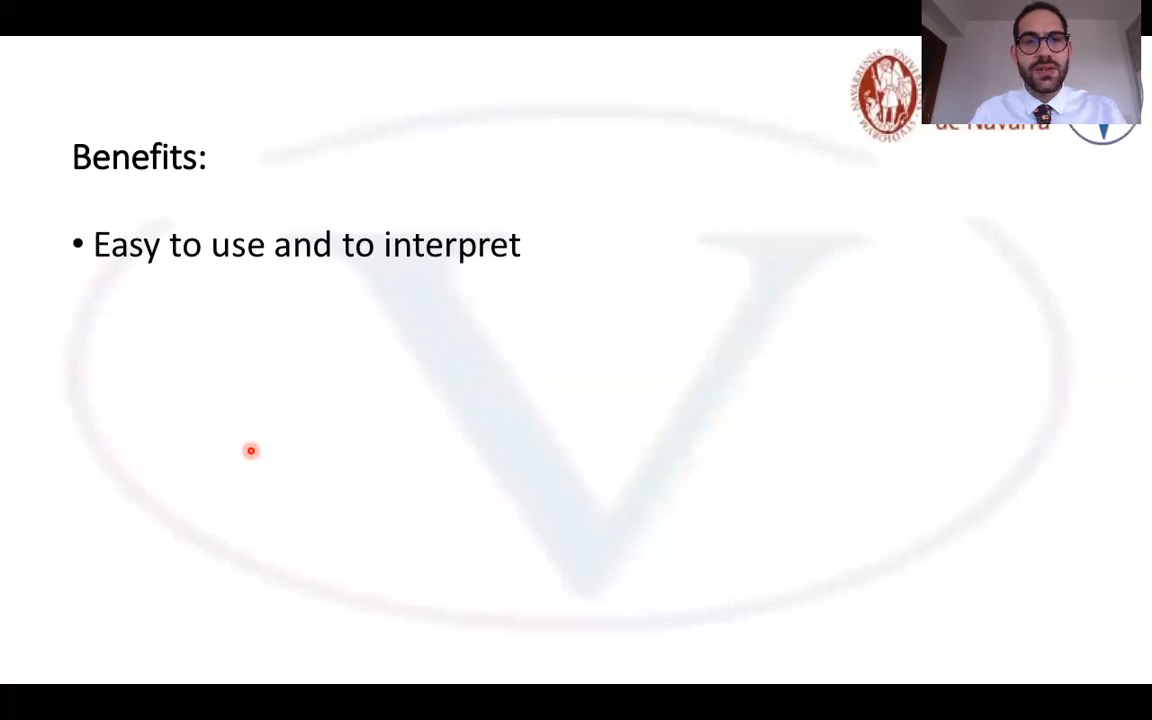 de Navarra
Benefits:
• Easy to use and to interpret
V